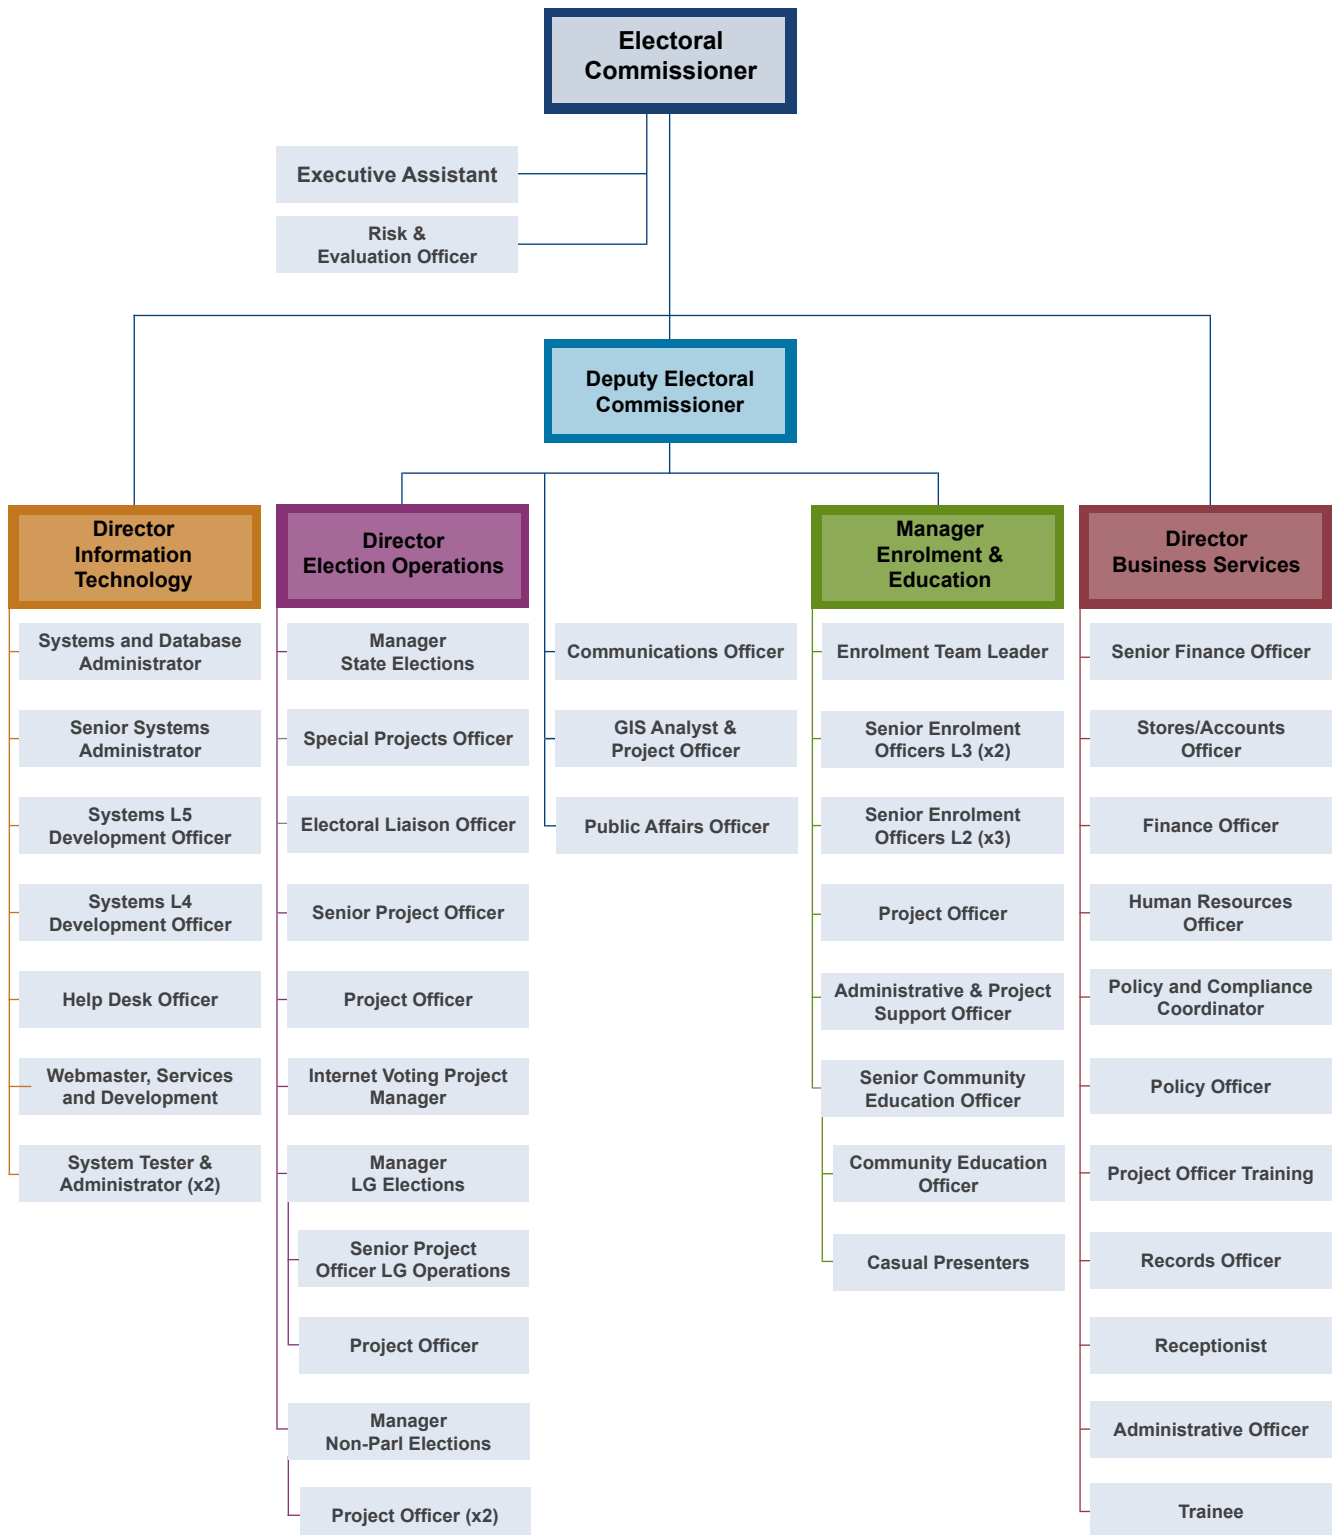 Electoral
Commissioner
Executive Assistant
Risk &
Evaluation Officer
Deputy Electoral
Commissioner
Director
Information
Technology
Systems and Database
Administrator
Senior Systems
Administrator
Systems L5
Development Officer
Systems L4
Development Officer
Help Desk Officer
Webmaster, Services
and Development
System Tester &
Administrator (x2)
Director
Election Operations
Manager
State Elections
Special Projects Officer
Electoral Liaison Officer
Senior Project Officer
Project Officer
Internet Voting Project
Manager
Manager
LG Elections
Senior Project
Officer LG Operations
Project Officer
Manager
Non-Parl Elections
Project Officer (x2)
Communications Officer
GIS Analyst &
Project Officer
Public Affairs Officer
Manager
Enrolment &
Education
Enrolment Team Leader
Senior Enrolment
Officers L3 (x2)
Senior Enrolment
Officers L2 (x3)
Project Officer
Administrative & Project
Support Officer
Senior Community
Education Officer
Community Education
Officer
Casual Presenters
Director
Business Services
Senior Finance Officer
Stores/Accounts
Officer
Finance Officer
Human Resources
Officer
Policy and Compliance
Coordinator
Policy Officer
Project Officer Training
Records Officer
Receptionist
Administrative Officer
Trainee